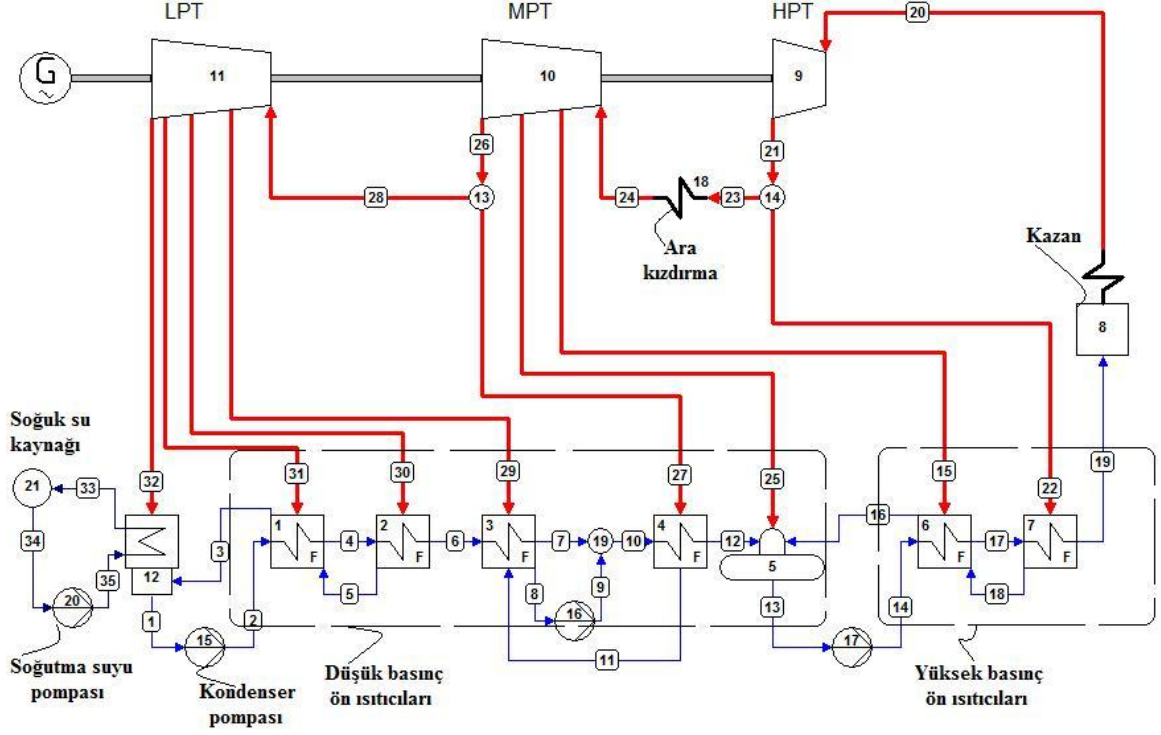 LPT MPT HPT
20
G
~
11 10 9
26 21
28 13 24 18 23 14
Ara
kızdırma
Kazan
8
Soğuk su
kaynağı
21 33 32 31 30 29 27 25 15 22 19
34 35 3 1 F 4 2 F 6 3 F 7 19 10 4 F 12 16 6 F 17 7 F
12 5 8 9 5 18
20 1 2 16 13 14
15 11 17
Soğutma suyu
pompası
Kondenser
pompası
Düşük basınç
ön ısıtıcıları
Yüksek basınç
ön ısıtıcıları